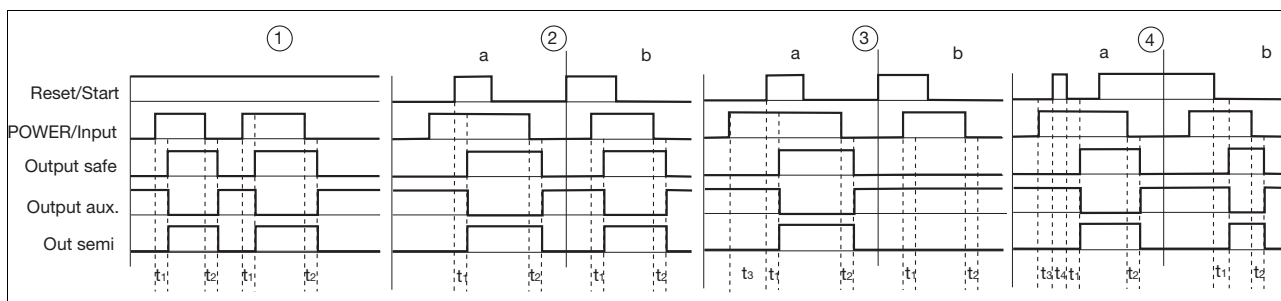 ① ② ③ ④
a b a b a b
Reset/Start
POWER/Input
Output safe
Output aux.
Out semi
t1 t2 t1 t2 t1 t2 t1 t2 t3 t1 t2 t1 t2 t3 t4 t1 t2 t1 t2